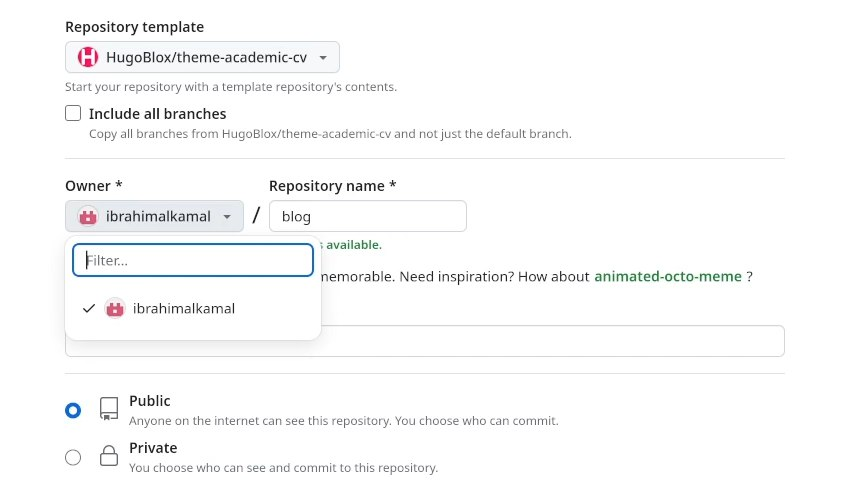 Repository template
HugoBlox/theme-academic-cv
Start your repository with a template repository's contents.
Include all branches
Copy all branches from HugoBlox/theme-academic-cv and not just the default branch.
Owner * Repository name *
ibrahimalkamal / blog
available.
Filter...
memorable. Need inspiration? How about animated-octo-meme ?
ibrahimalkamal
Public
Anyone on the internet can see this repository. You choose who can commit.
Private
You choose who can see and commit to this repository.